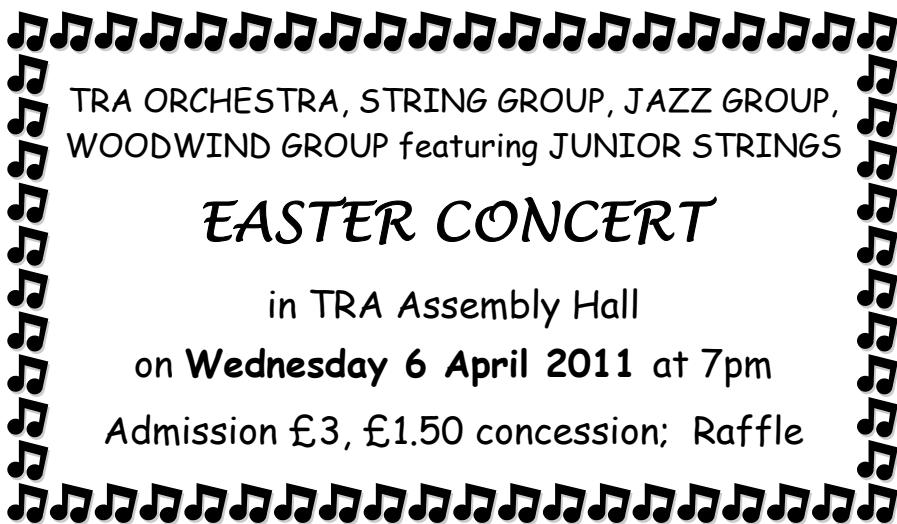 TRA ORCHESTRA, STRING GROUP, JAZZ GROUP,
WOODWIND GROUP featuring JUNIOR STRINGS
EASTER CONCERT
in TRA Assembly Hall
on Wednesday 6 April 2011 at 7pm
Admission £3, £1.50 concession; Raffle